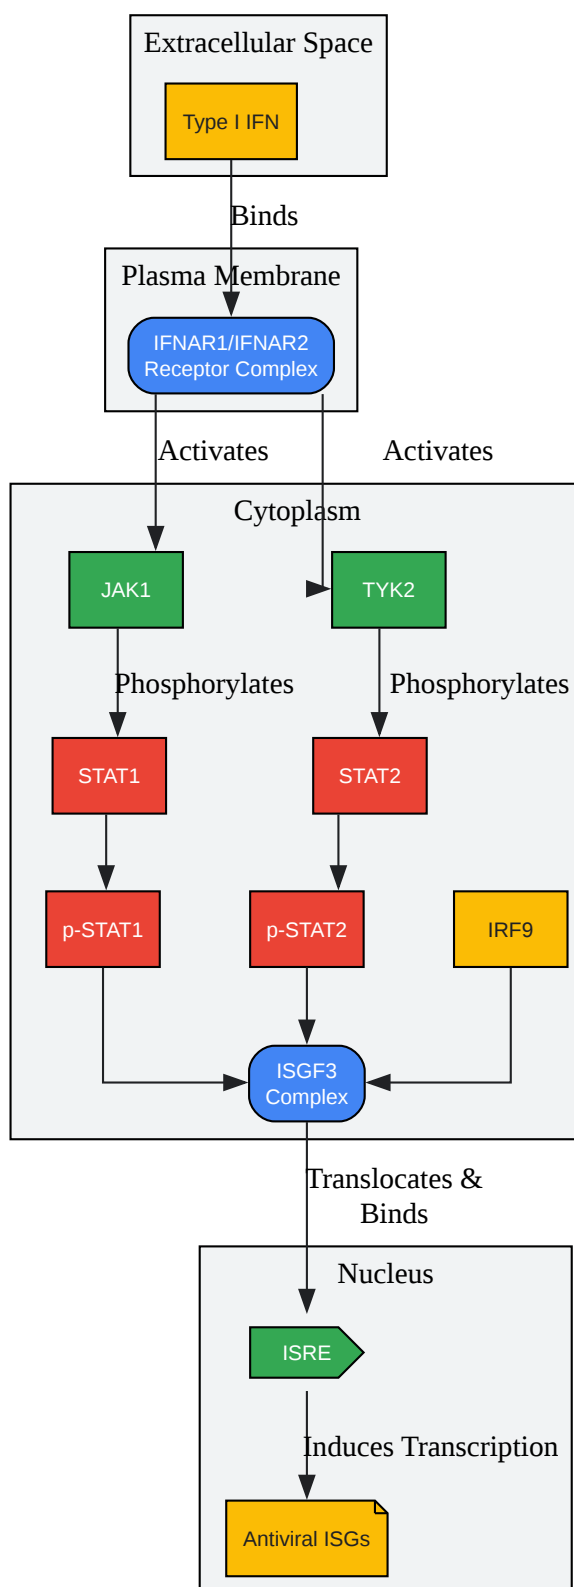 Extracellular Space
Type I IFN
Binds
Plasma Membrane
IFNAR1/IFNAR2
Receptor Complex
Activates
Activates
Cytoplasm
JAK1
TYK2
Phosphorylates
Phosphorylates
STAT1
STAT2
p-STAT1
p-STAT2
IRF9
ISGF3
Complex
Translocates &
Binds
Nucleus
ISRE
Induces Transcription
Antiviral ISGs